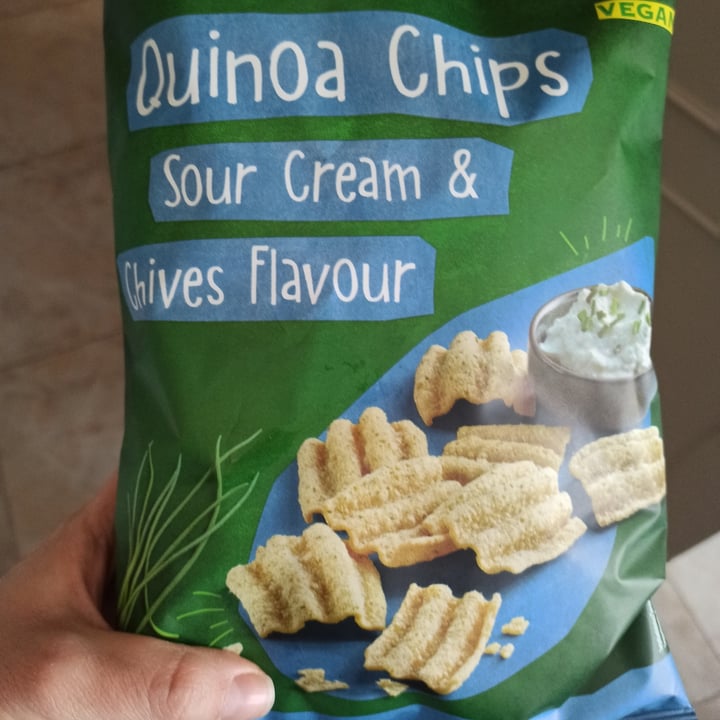 VEGAN
Quinoa Chips
Sour Cream &
Chives Flavour